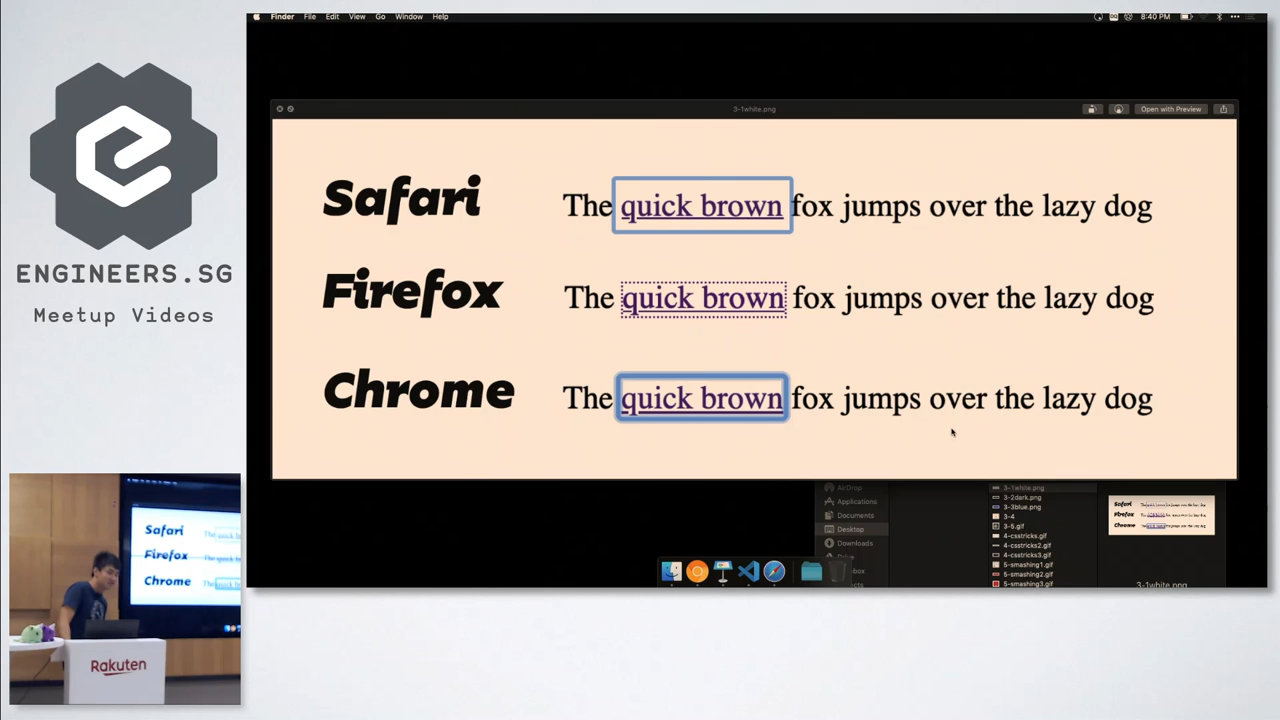 Finder File Edit View Go Window Help
8:40 PM
3-1white.png
Open with Preview
Safari The quick brown fox jumps over the lazy dog
Firefox The quick brown fox jumps over the lazy dog
Chrome The quick brown fox jumps over the lazy dog
ENGINEERS.SG
Meetup Videos
AirDrop
Applications
Documents
Desktop
Downloads
3-1white.png
3-2dark.png
3-3blue.png
3-4
3-5.gif
4-csstricks.gif
4-csstricks2.gif
5-smashing1.gif
5-smashing2.gif
5-smashing3.gif
Safari
Firefox
Chrome
3-1white.png
Safari
Firefox
Chrome
Rakuten